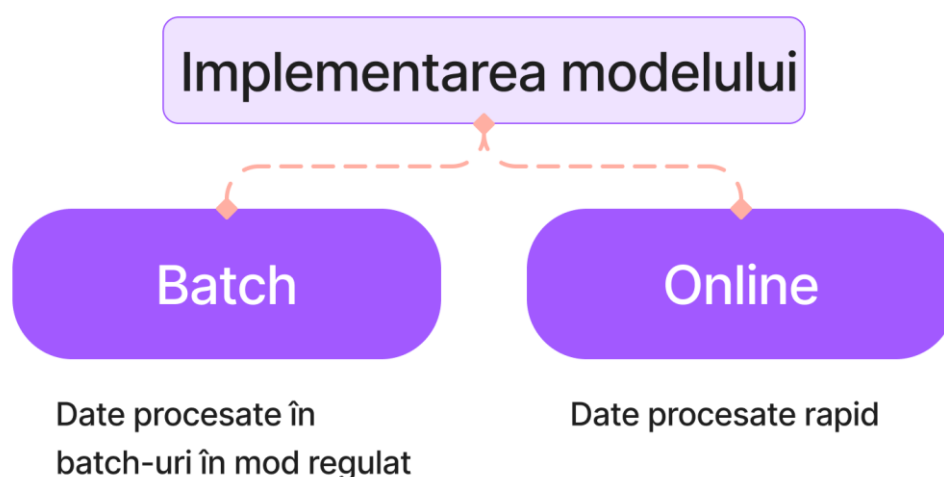 Implementarea modelului
Batch
Online
Date procesate în
batch-uri în mod regulat
Date procesate rapid